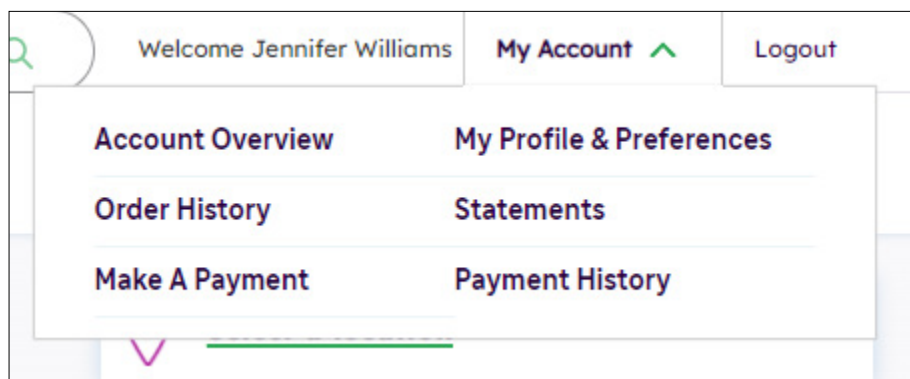 Welcome Jennifer Williams My Account Logout
Account Overview My Profile & Preferences
Order History Statements
Make A Payment Payment History